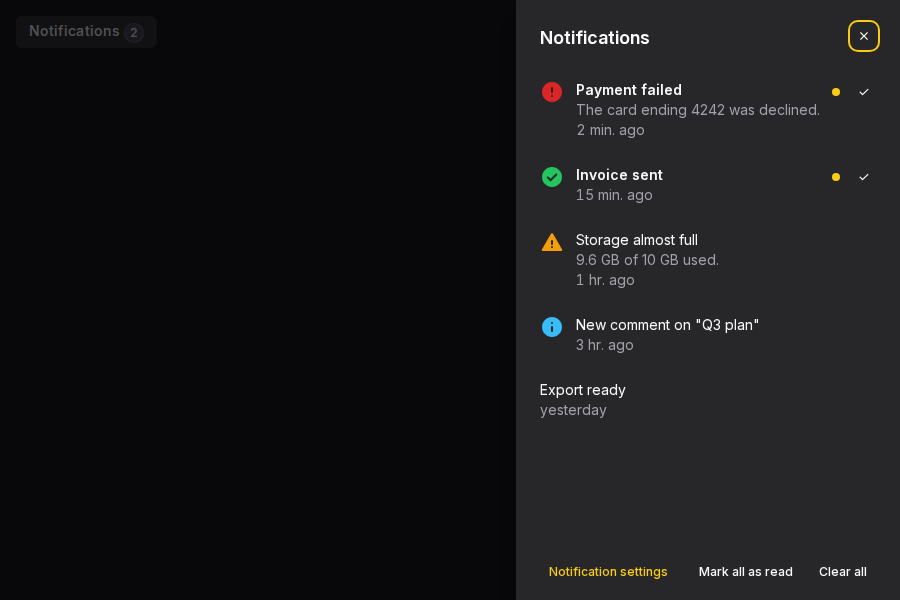 Notifications 2
Notifications
Payment failed
The card ending 4242 was declined.
2 min. ago
Invoice sent
15 min. ago
Storage almost full
9.6 GB of 10 GB used.
1 hr. ago
New comment on "Q3 plan"
3 hr. ago
Export ready
yesterday
Notification settings Mark all as read Clear all